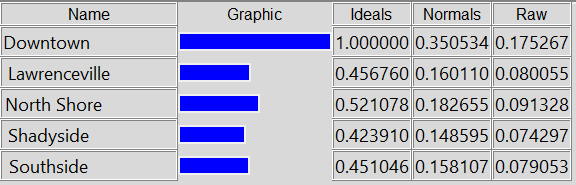 Name Graphic Ideals Normals Raw
Downtown 1.000000 0.350534 0.175267
Lawrenceville 0.456760 0.160110 0.080055
North Shore 0.521078 0.182655 0.091328
Shadyside 0.423910 0.148595 0.074297
Southside 0.451046 0.158107 0.079053